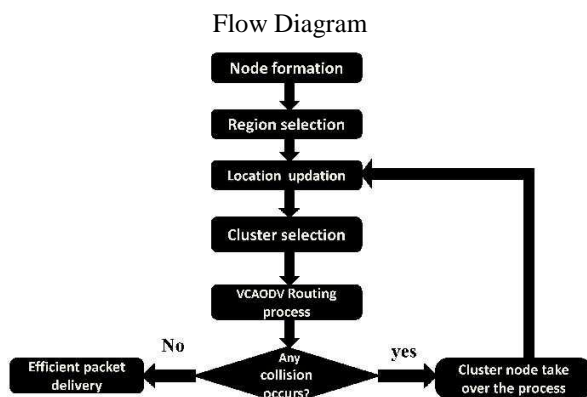 Flow Diagram
Node formation
Region selection
Location updation
Cluster selection
VCAODV Routing
process
No
yes
Any
collision
occurs?
Efficient packet
delivery
Cluster node take
over the process